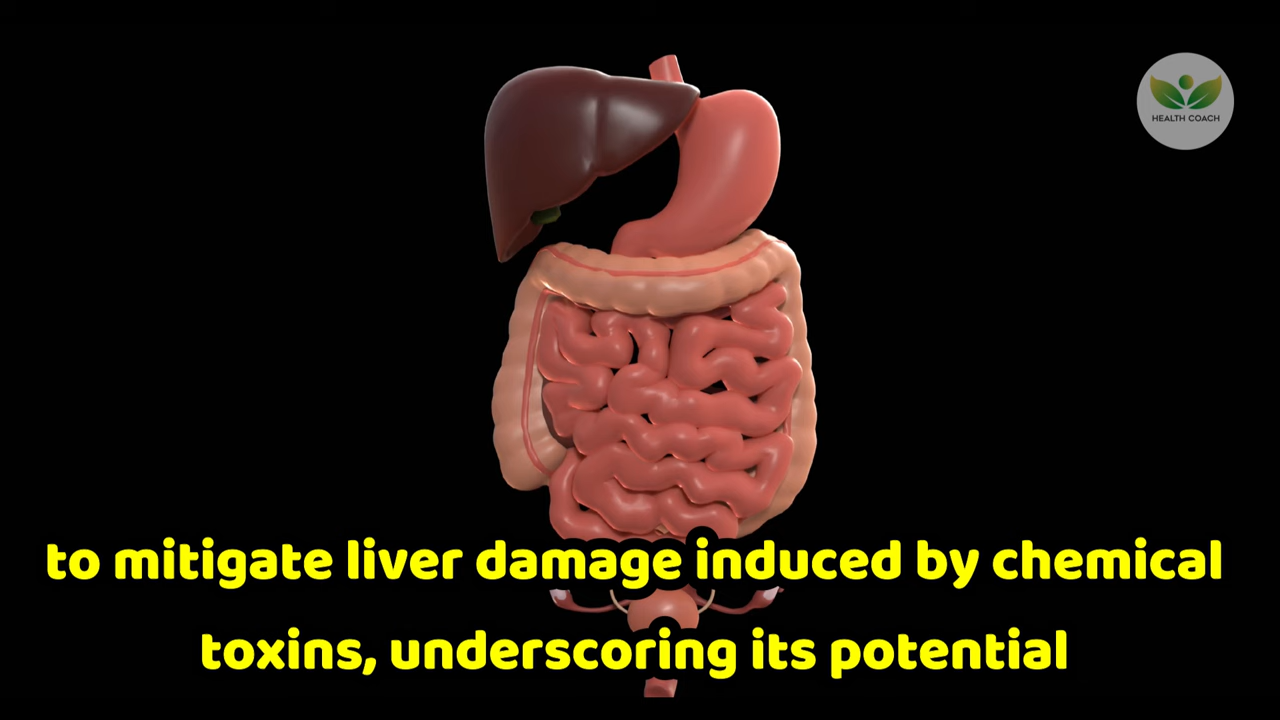 HEALTH COACH
to mitigate liver damage induced by chemical
toxins, underscoring its potential